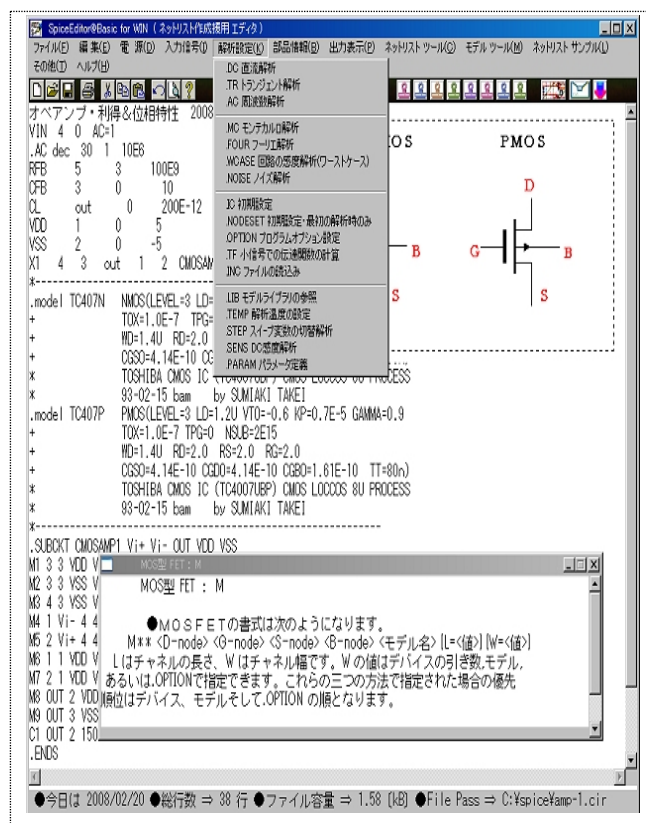 SpiceEditor@Basic for WIN ( ネットリスト作成援用 エディタ )
ファイル(F) 編 集(E) 電 源(D) 入力信号(I) 解析設定(K) 部品情報(B) 出力表示(P) ネットリスト ツール(C) モデル ツール(M) ネットリスト サンプル(L)
その他(T) ヘルプ(H)
.DC 直流解析
.TR トランジェント解析
.AC 周波数解析
.MC モンテカルロ解析
.FOUR フーリエ解析
.WCASE 回路の感度解析(ワーストケース)
.NOISE ノイズ解析
.IC 初期設定
.NODESET 初期設定・最初の解析時のみ
.OPTION プログラムオプション設定
.TF 小信号での伝達関数の計算
.INC ファイルの読込み
.LIB モデルライブラリの参照
.TEMP 解析温度の設定
.STEP スイープ変数の切替解析
.SENS DC感度解析
.PARAM パラメータ定義
オペアンプ・利得&位相特性 2008
VIN 4 0 AC=1
.AC dec 30 1 10E6
RFB 5 3 100E9
CFB 3 0 10
CL out 0 200E-12
VDD 1 0 5
VSS 2 0 -5
X1 4 3 out 1 2 CMOSAM
*----------------
OS PMOS
D
B G B
S S
.model TC407N NMOS(LEVEL=3 LD=
+ TOX=1.0E-7 TPG=
+ WD=1.4U RD=2.0
+ CGSO=4.14E-10 CG
* TOSHIBA CMOS IC (TC4007UBP) CMOS LOCCOS 8U PROCESS
* 93-02-15 bam by SUMIAKI TAKEI
.model TC407P PMOS(LEVEL=3 LD=1.2U VTO=-0.6 KP=0.7E-5 GAMMA=0.9
+ TOX=1.0E-7 TPG=0 NSUB=2E15
+ WD=1.4U RD=2.0 RS=2.0 RG=2.0
+ CGSO=4.14E-10 CGDO=4.14E-10 CGBO=1.61E-10 TT=80n)
* TOSHIBA CMOS IC (TC4007UBP) CMOS LOCCOS 8U PROCESS
* 93-02-15 bam by SUMIAKI TAKEI
*----------------
.SUBCKT CMOSAMP1 Vi+ Vi- OUT VDD VSS
M1 3 3 VDD V
M2 3 3 VSS V
M3 4 3 VSS V
M4 1 Vi- 4 4
M5 2 Vi+ 4 4
M6 1 1 VDD V
M7 2 1 VDD V
M8 OUT 2 VDD
M9 OUT 3 VSS
C1 OUT 2 150
.ENDS
MOS型 FET : M
MOS型 FET : M
●MOSFETの書式は次のようになります。
M** <D-node> <G-node> <S-node> <B-node> <モデル名> [L=<値>] [W=<値>]
L はチャネルの長さ、W はチャネル幅です。W の値はデバイスの引き数,モデル,
あるいは.OPTIONで指定できます。これらの三つの方法で指定された場合の優先
順位はデバイス、モデルそして.OPTION の順となります。
●今日は 2008/02/20 ●総行数 ⇒ 38 行 ●ファイル容量 ⇒ 1.58 [kB] ●File Pass ⇒ C:¥spice¥amp-1.cir